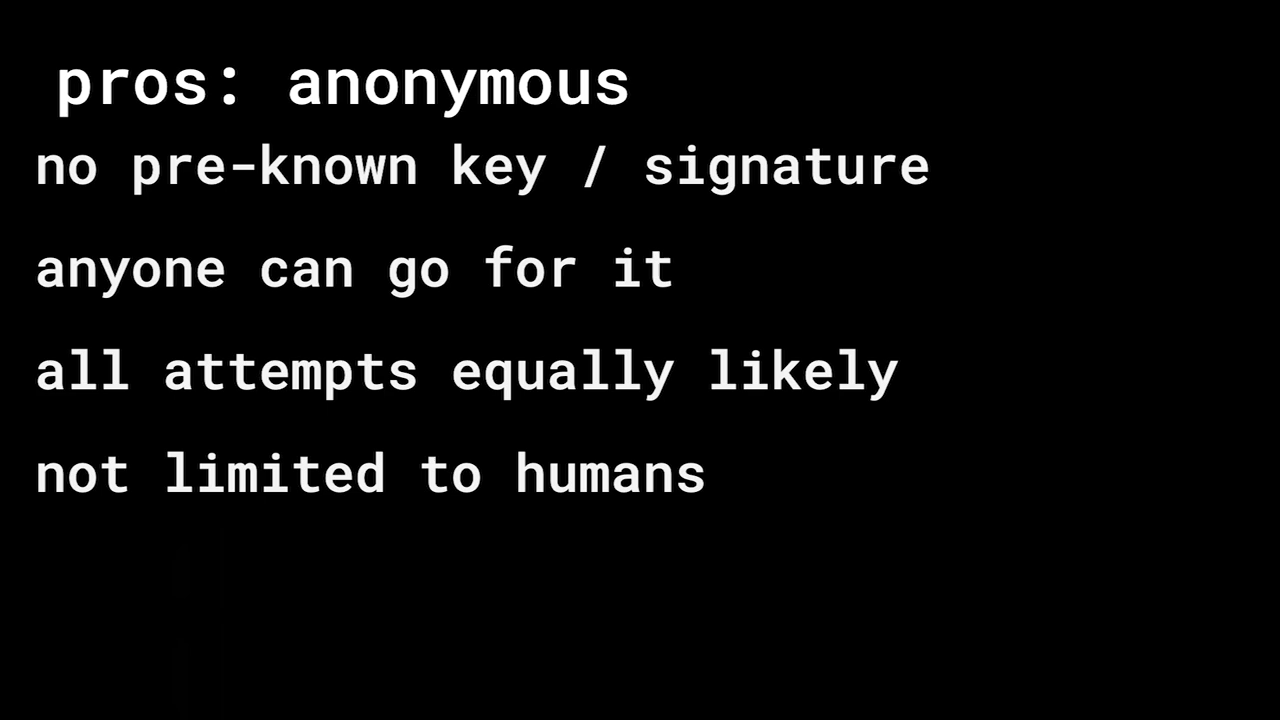 pros: anonymous
no pre-known key / signature
anyone can go for it
all attempts equally likely
not limited to humans